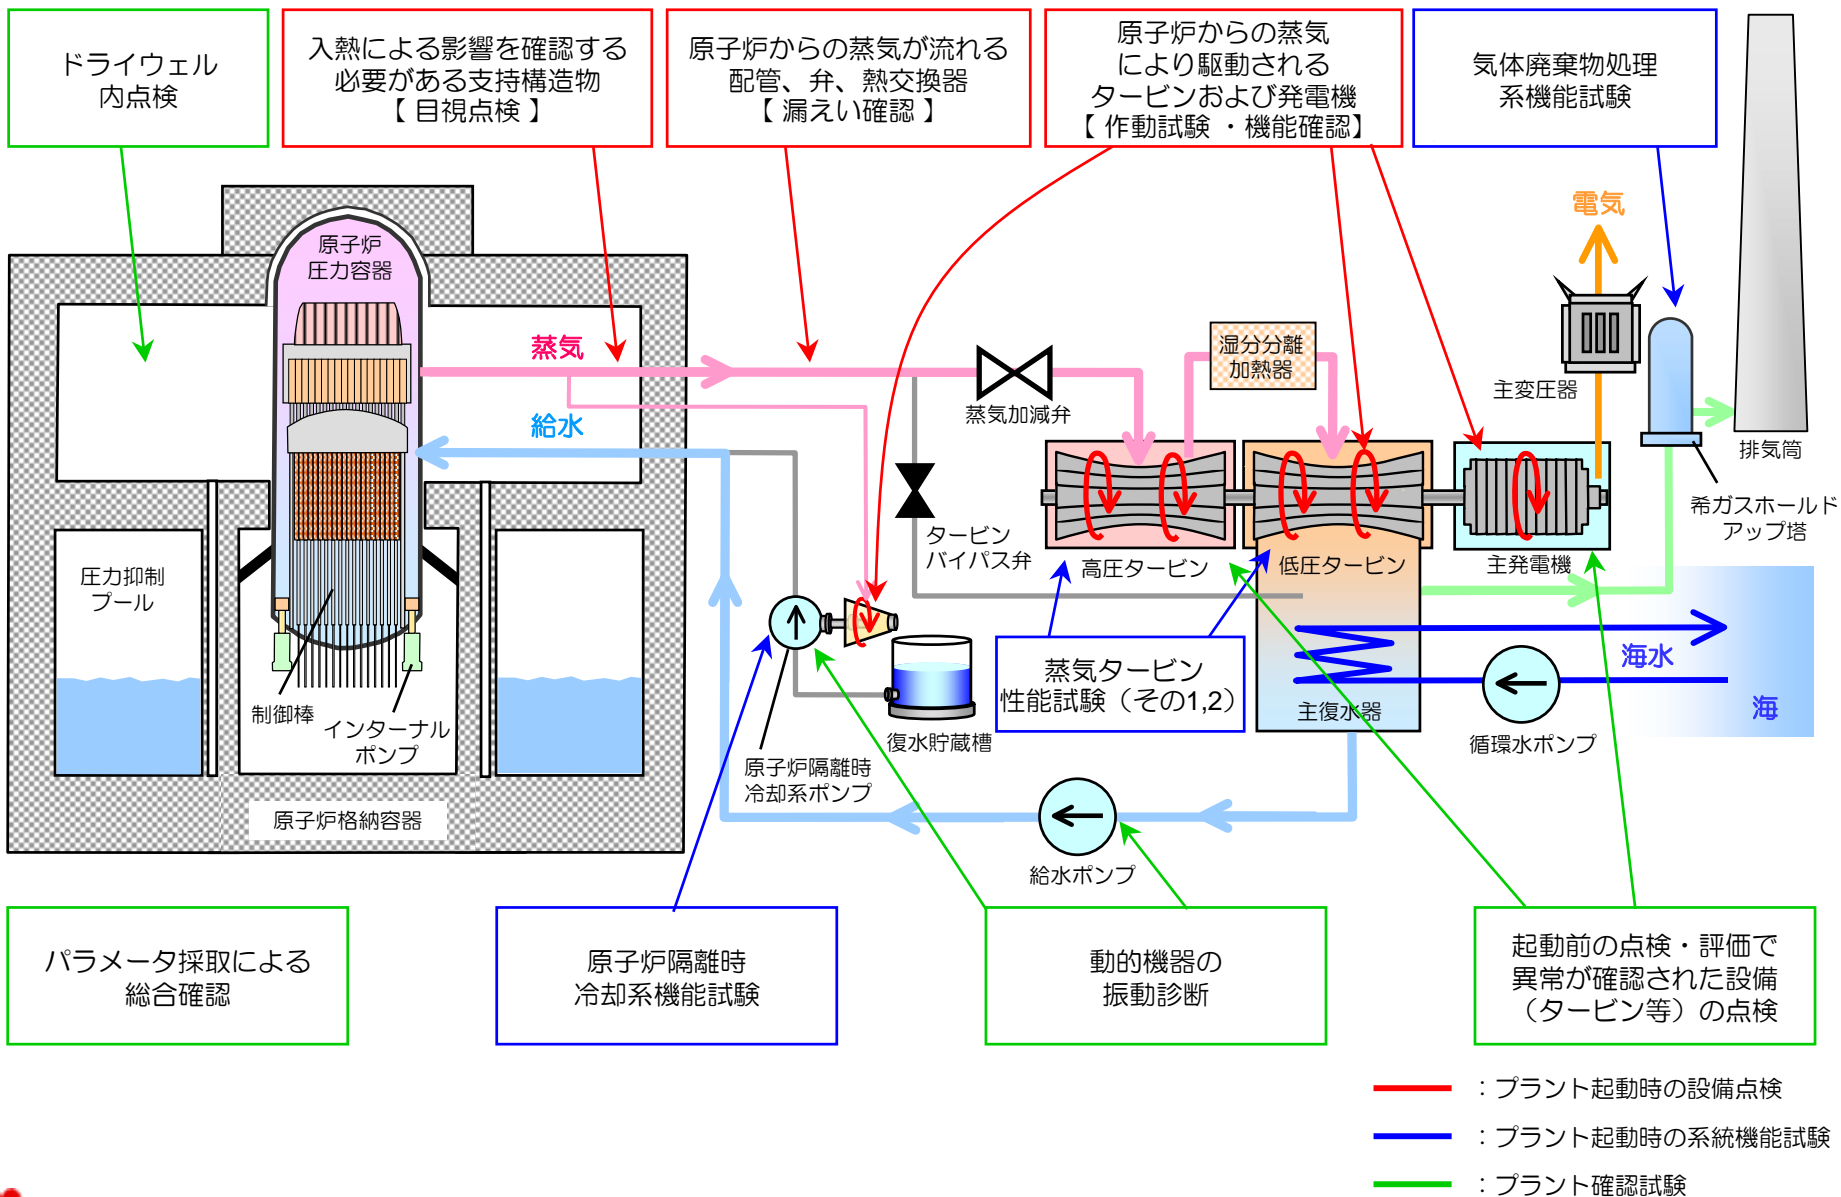 ドライウェル
内点検
入熱による影響を確認する
必要がある支持構造物
【 目視点検 】
原子炉からの蒸気が流れる
配管、弁、熱交換器
【 漏えい確認 】
原子炉からの蒸気
により駆動される
タービンおよび発電機
【 作動試験 ・機能確認】
気体廃棄物処理
系機能試験
電気
原子炉
圧力容器
蒸気
給水
湿分分離
加熱器
蒸気加減弁
主変圧器
排気筒
希ガスホールド
アップ塔
タービン
バイパス弁
高圧タービン
低圧タービン
主発電機
圧力抑制
プール
蒸気タービン
性能試験（その1,2）
海水
海
主復水器
循環水ポンプ
制御棒
インターナル
ポンプ
復水貯蔵槽
原子炉隔離時
冷却系ポンプ
原子炉格納容器
給水ポンプ
パラメータ採取による
総合確認
原子炉隔離時
冷却系機能試験
動的機器の
振動診断
起動前の点検・評価で
異常が確認された設備
（タービン等）の点検
：プラント起動時の設備点検
：プラント起動時の系統機能試験
：プラント確認試験